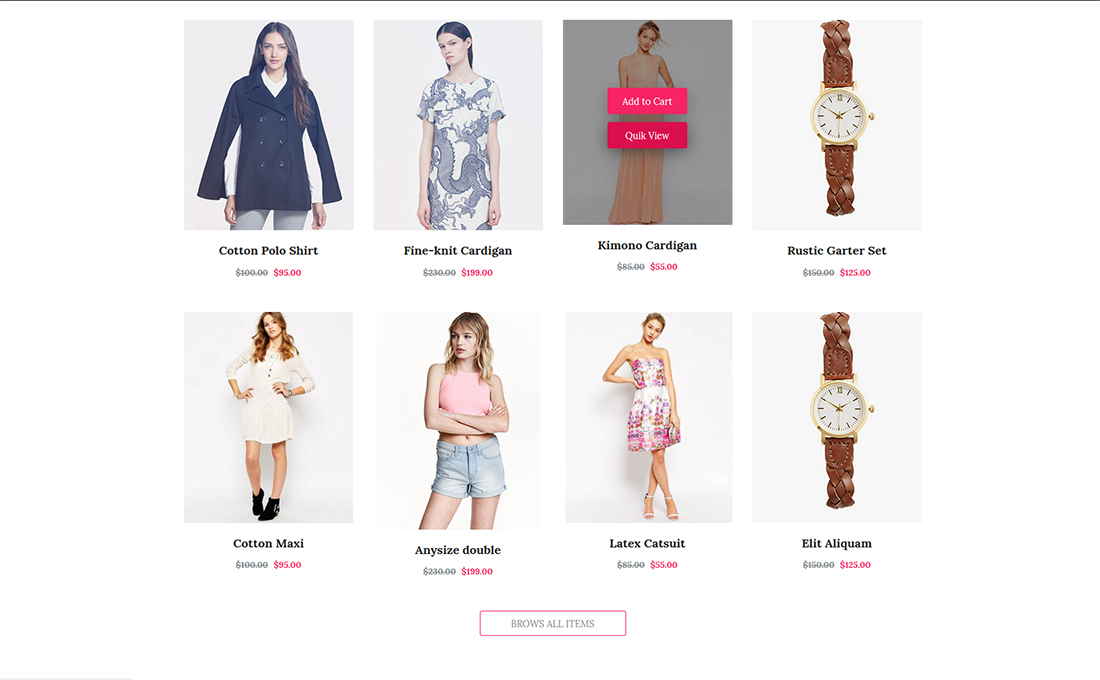 Add to Cart
Quik View
Cotton Polo Shirt
$100.00 $95.00
Fine-knit Cardigan
$230.00 $199.00
Kimono Cardigan
$85.00 $55.00
Rustic Garter Set
$150.00 $125.00
Cotton Maxi
$100.00 $95.00
Anysize double
$230.00 $199.00
Latex Catsuit
$85.00 $55.00
Elit Aliquam
$150.00 $125.00
BROWS ALL ITEMS